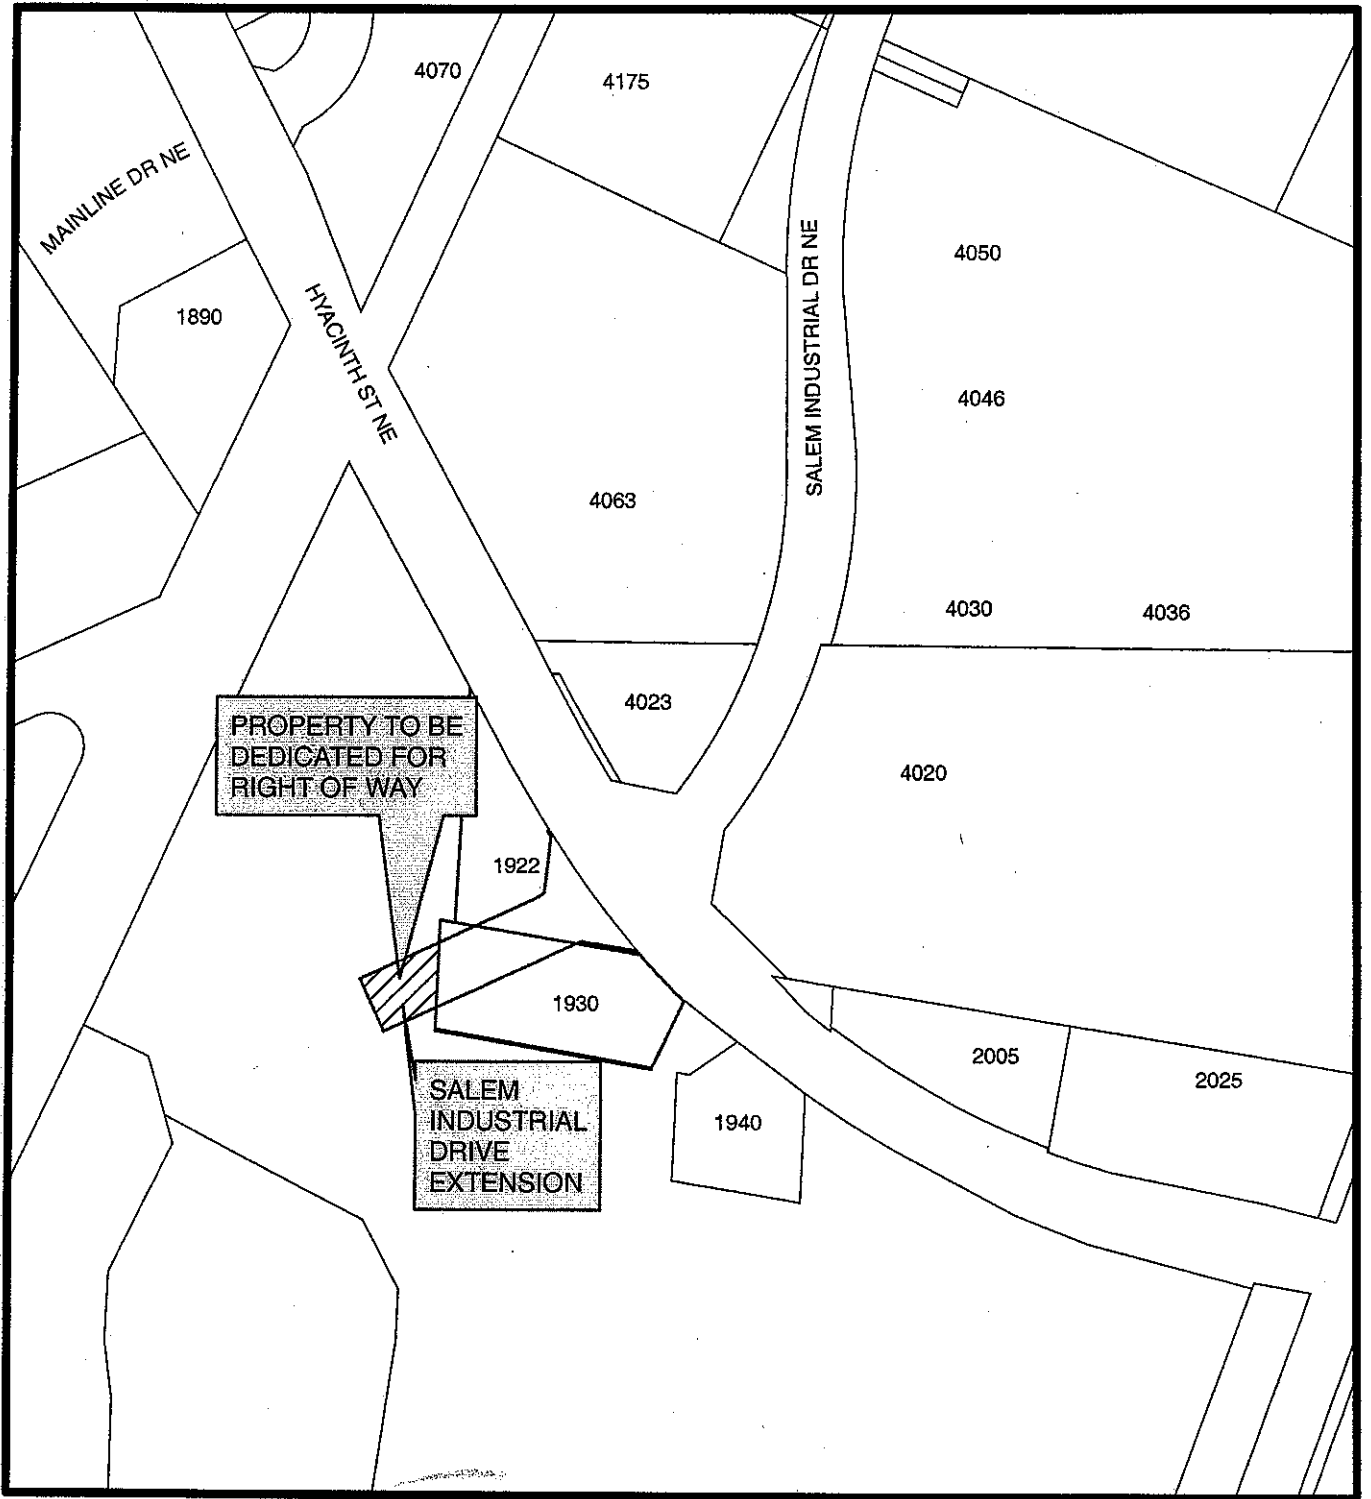 4070
4175
MAINLINE DR NE
1890
HYACINTH ST NE
SALEM INDUSTRIAL DR NE
4050
4046
4063
4030
4036
4023
PROPERTY TO BE
DEDICATED FOR
RIGHT OF WAY
4020
1922
1930
2005
2025
SALEM
INDUSTRIAL
DRIVE
EXTENSION
1940